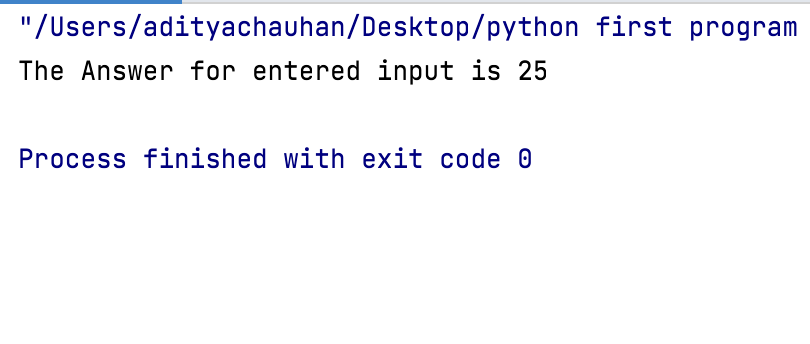 "/Users/adityachauhan/Desktop/python first program
The Answer for entered input is 25
Process finished with exit code 0